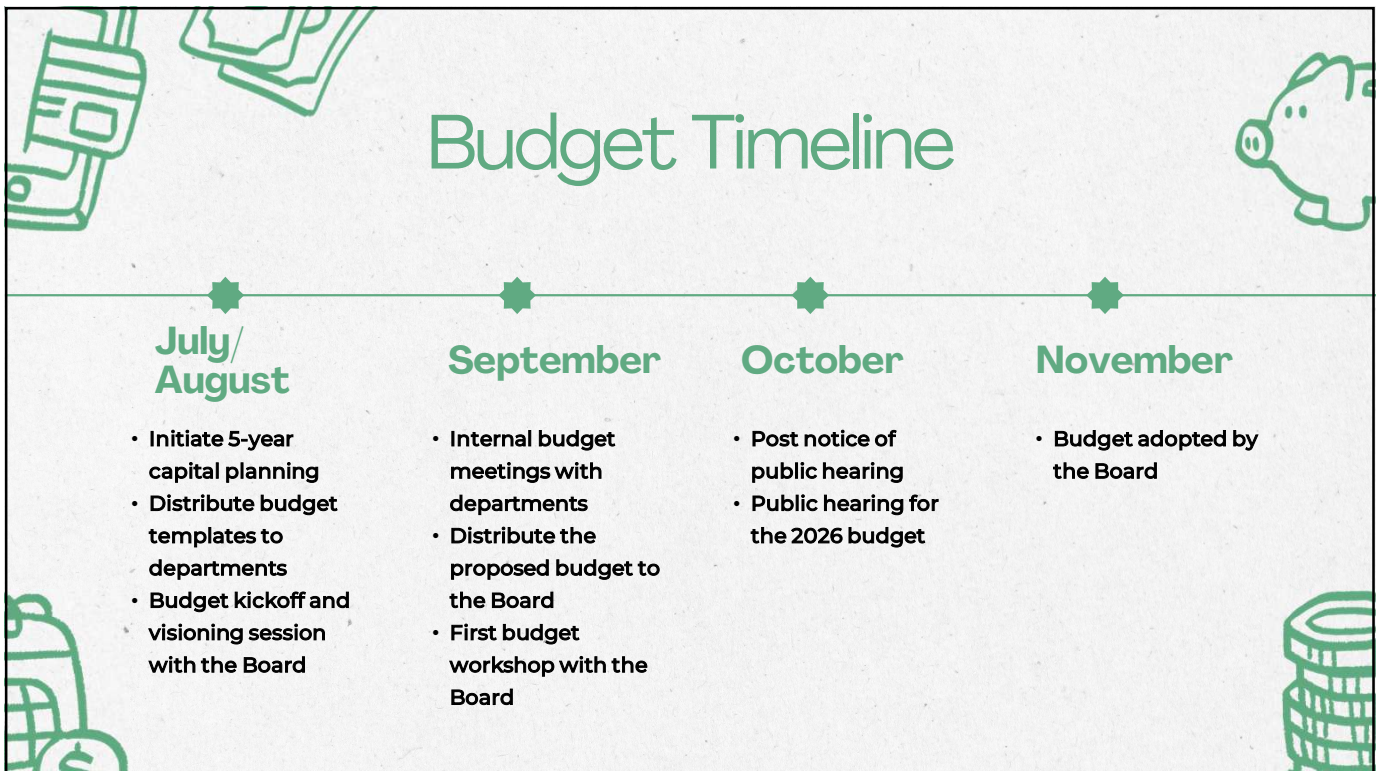 Budget Timeline
July/
August
• Initiate 5-year
capital planning
• Distribute budget
templates to
departments
• Budget kickoff and
visioning session
with the Board
September
• Internal budget
meetings with
departments
• Distribute the
proposed budget to
the Board
• First budget
workshop with the
Board
October
• Post notice of
public hearing
• Public hearing for
the 2026 budget
November
• Budget adopted by
the Board
$